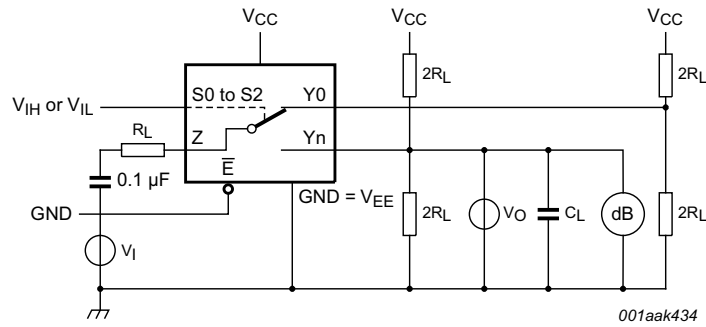 VCC VCC VCC
2RL 2RL
S0 to S2 Y0
VIH or VIL
RL Z Yn
E
0.1 µF
GND = VEE
GND
2RL VO CL dB 2RL
VI
001aak434